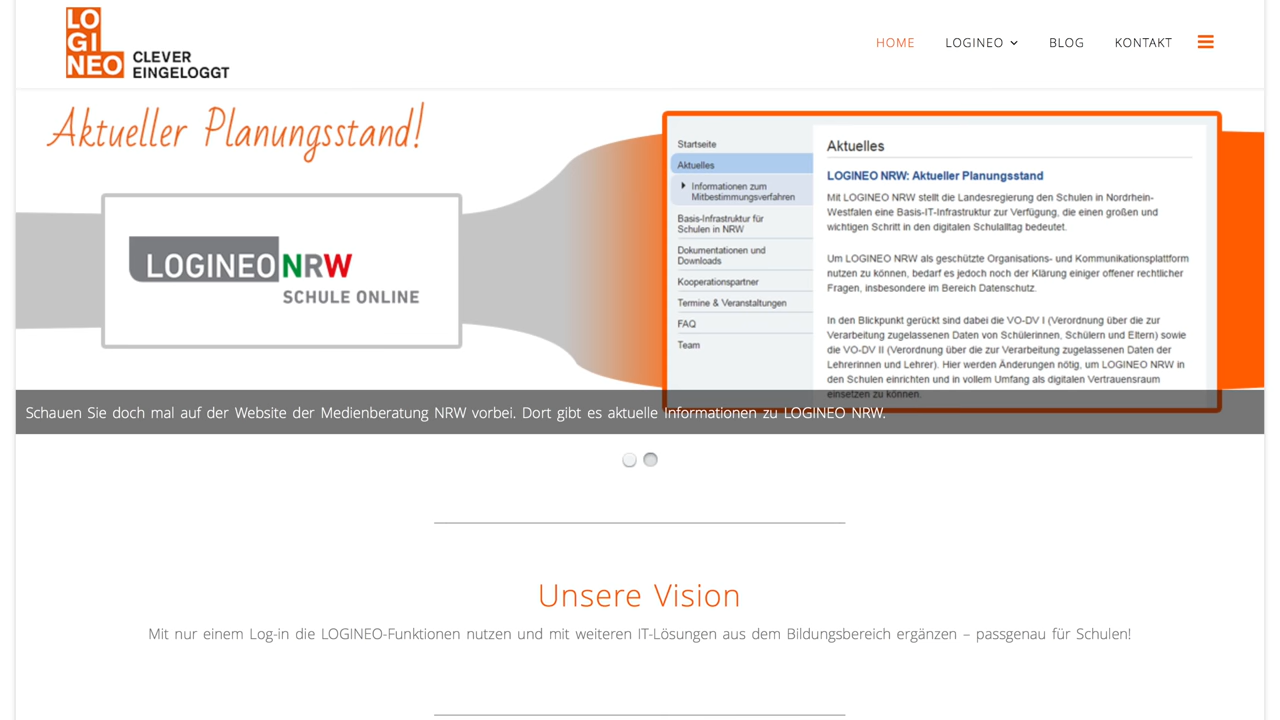 LO
GI
NEO
CLEVER
EINGELOGGT
HOME
LOGINEO
BLOG
KONTAKT
Aktueller Planungsstand!
LOGINEO NRW
SCHULE ONLINE
Startseite
Aktuelles
Informationen zum
Mitbestimmungsverfahren
Basis-Infrastruktur für
Schulen in NRW
Dokumentationen und
Downloads
Kooperationspartner
Termine & Veranstaltungen
FAQ
Team
Aktuelles
LOGINEO NRW: Aktueller Planungsstand
Mit LOGINEO NRW stellt die Landesregierung den Schulen in Nordrhein-
Westfalen eine Basis-IT-Infrastruktur zur Verfügung, die einen großen und
wichtigen Schritt in den digitalen Schulalltag bedeutet.
Um LOGINEO NRW als geschützte Organisations- und Kommunikationsplattform
nutzen zu können, bedarf es jedoch noch der Klärung einiger offener rechtlicher
Fragen, insbesondere im Bereich Datenschutz.
In den Blickpunkt gerückt sind dabei die VO-DV I (Verordnung über die zur
Verarbeitung zugelassenen Daten von Schülerinnen, Schülern und Eltern) sowie
die VO-DV II (Verordnung über die zur Verarbeitung zugelassenen Daten der
Lehrerinnen und Lehrer). Hier werden Änderungen nötig, um LOGINEO NRW in
den Schulen einrichten und in vollem Umfang als digitalen Vertrauensraum
einsetzen zu können.
Schauen Sie doch mal auf der Website der Medienberatung NRW vorbei. Dort gibt es aktuelle Informationen zu LOGINEO NRW.
Unsere Vision
Mit nur einem Log-in die LOGINEO-Funktionen nutzen und mit weiteren IT-Lösungen aus dem Bildungsbereich ergänzen – passgenau für Schulen!